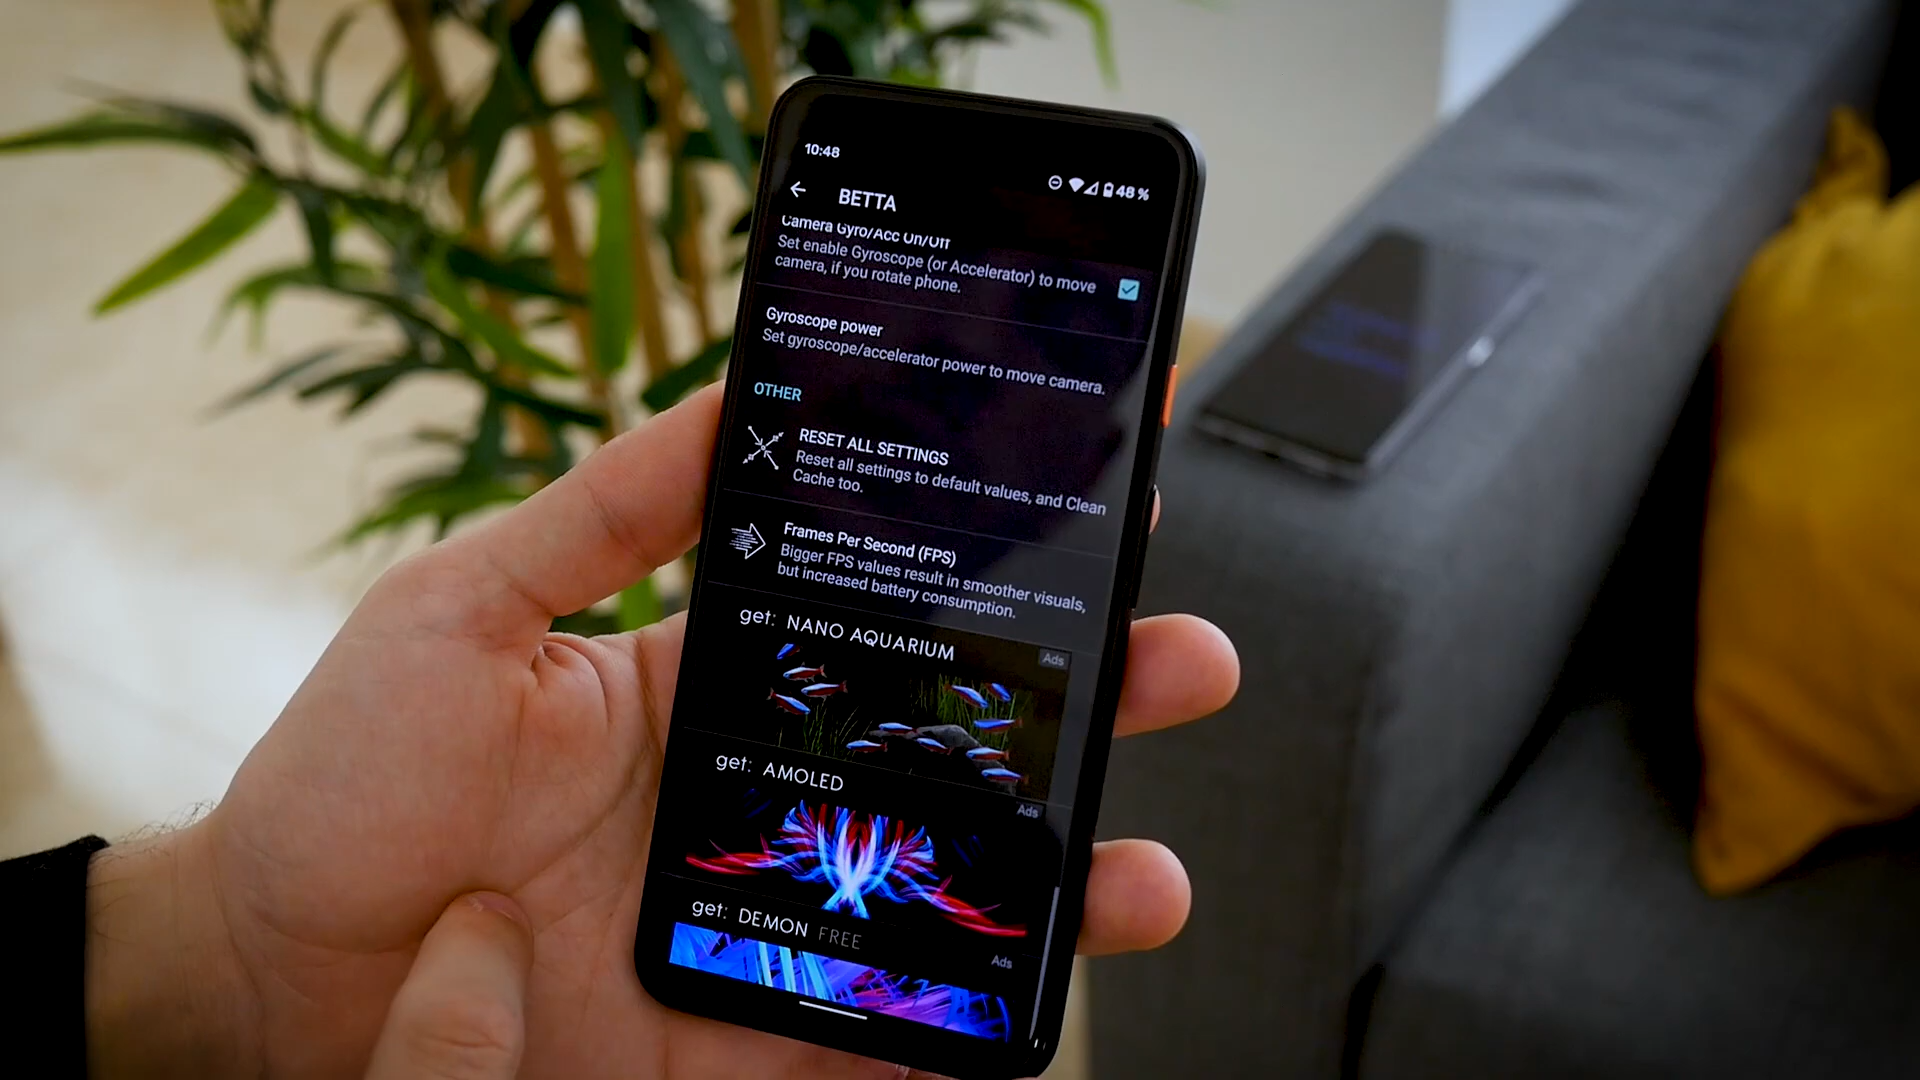 10:48
48 %
BETTA
Camera Gyro/Acc On/Off
Set enable Gyroscope (or Accelerator) to move
camera, if you rotate phone.
Gyroscope power
Set gyroscope/accelerator power to move camera.
OTHER
RESET ALL SETTINGS
Reset all settings to default values, and Clean
Cache too.
Frames Per Second (FPS)
Bigger FPS values result in smoother visuals,
but increased battery consumption.
get: NANO AQUARIUM
Ads
get: AMOLED
Ads
get: DEMON FREE
Ads